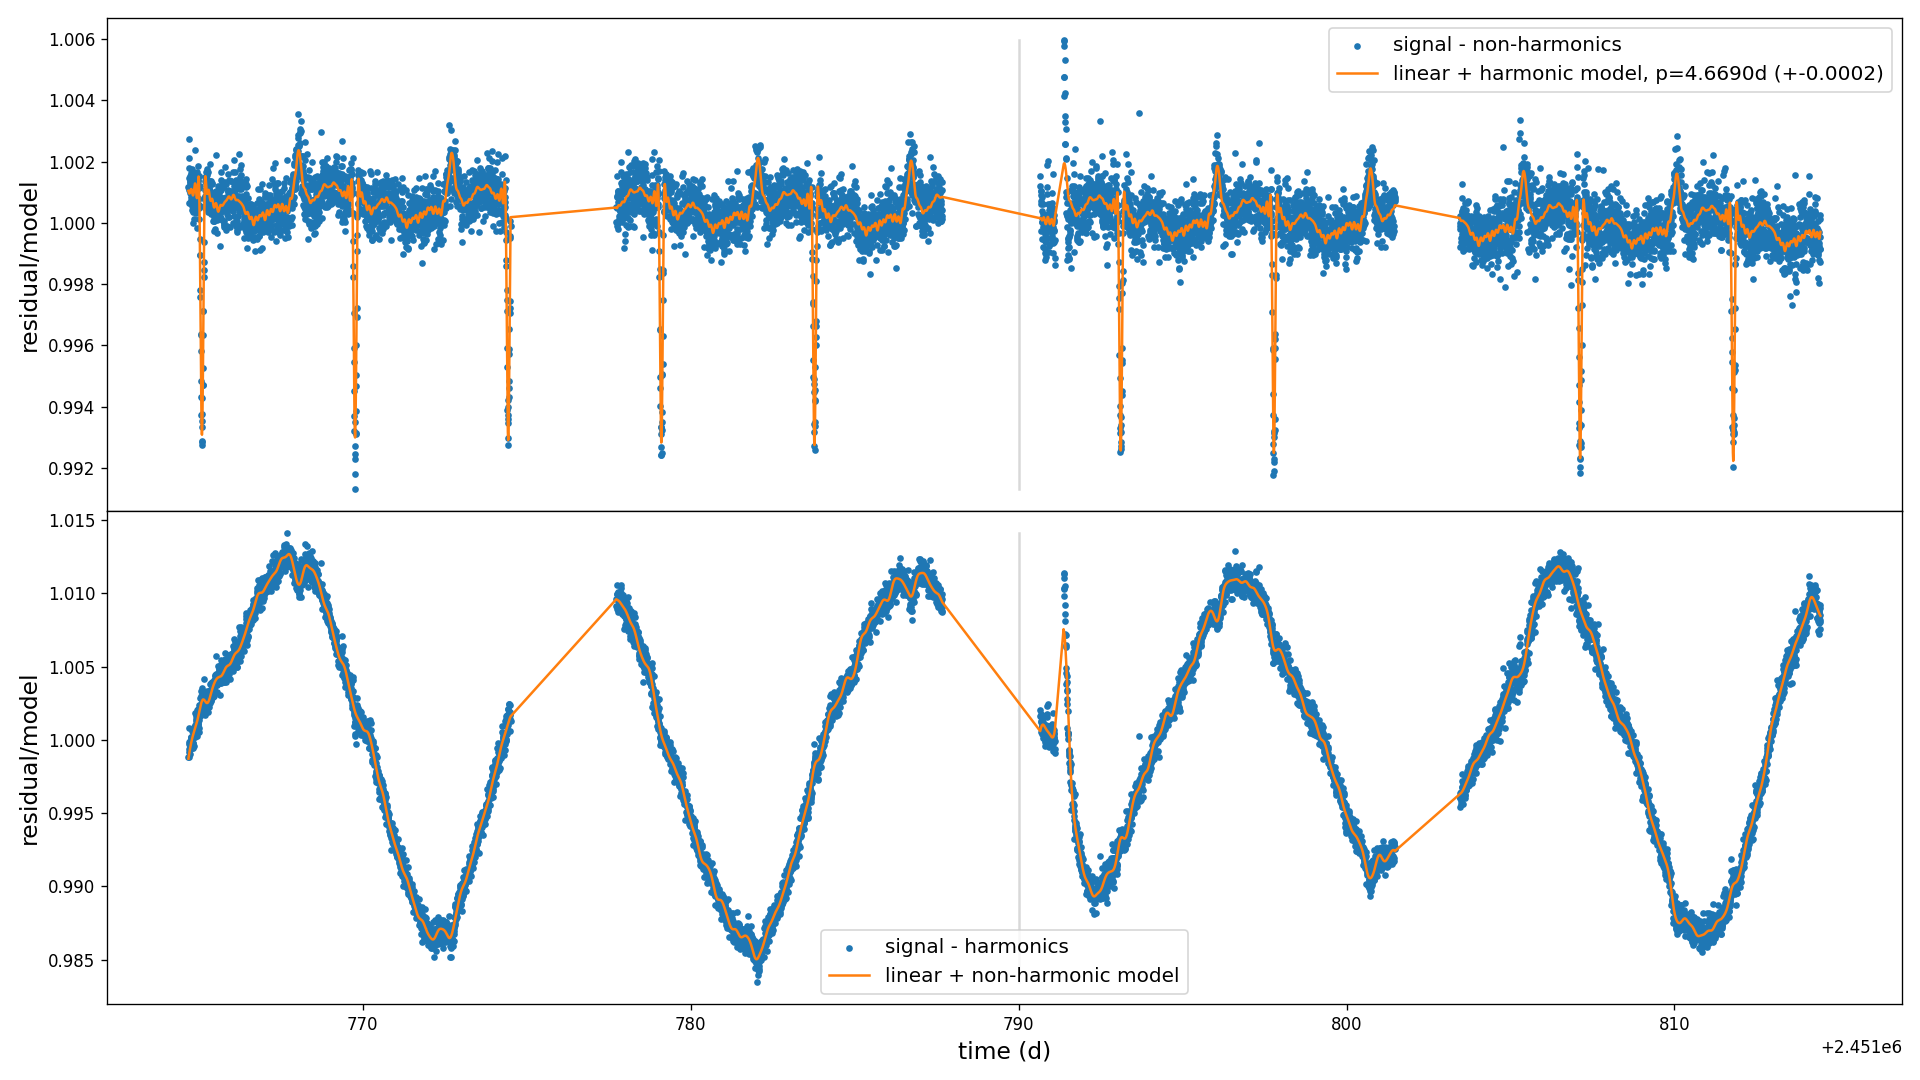 1.006
1.004
1.002
1.000
0.998
0.996
0.994
0.992
residual/model
signal - non-harmonics
linear + harmonic model, p=4.6690d (+-0.0002)
1.015
1.010
1.005
1.000
0.995
0.990
0.985
residual/model
signal - harmonics
linear + non-harmonic model
770 780 790 800 810
time (d)
+2.451e6